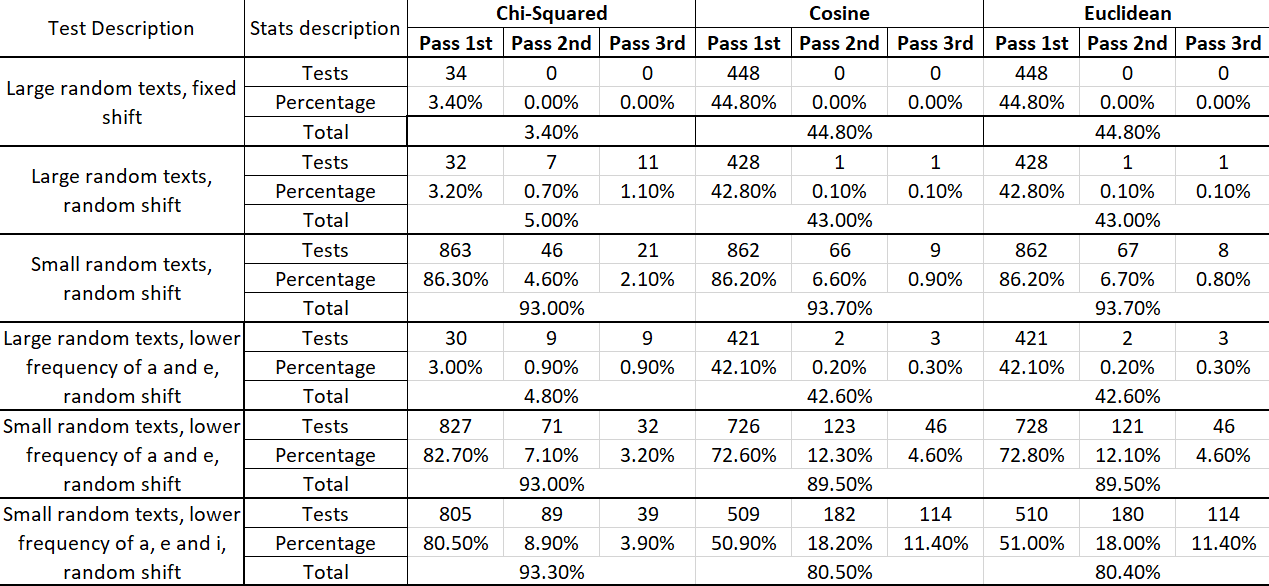 Test Description Stats description Chi-Squared Cosine Euclidean
Pass 1st Pass 2nd Pass 3rd Pass 1st Pass 2nd Pass 3rd Pass 1st Pass 2nd Pass 3rd
Large random texts, fixed
shift
Tests 34 0 0 448 0 0 448 0 0
Percentage 3.40% 0.00% 0.00% 44.80% 0.00% 0.00% 44.80% 0.00% 0.00%
Total 3.40% 44.80% 44.80%
Large random texts,
random shift
Tests 32 7 11 428 1 1 428 1 1
Percentage 3.20% 0.70% 1.10% 42.80% 0.10% 0.10% 42.80% 0.10% 0.10%
Total 5.00% 43.00% 43.00%
Small random texts,
random shift
Tests 863 46 21 862 66 9 862 67 8
Percentage 86.30% 4.60% 2.10% 86.20% 6.60% 0.90% 86.20% 6.70% 0.80%
Total 93.00% 93.70% 93.70%
Large random texts, lower
frequency of a and e,
random shift
Tests 30 9 9 421 2 3 421 2 3
Percentage 3.00% 0.90% 0.90% 42.10% 0.20% 0.30% 42.10% 0.20% 0.30%
Total 4.80% 42.60% 42.60%
Small random texts, lower
frequency of a and e,
random shift
Tests 827 71 32 726 123 46 728 121 46
Percentage 82.70% 7.10% 3.20% 72.60% 12.30% 4.60% 72.80% 12.10% 4.60%
Total 93.00% 89.50% 89.50%
Small random texts, lower
frequency of a, e and i,
random shift
Tests 805 89 39 509 182 114 510 180 114
Percentage 80.50% 8.90% 3.90% 50.90% 18.20% 11.40% 51.00% 18.00% 11.40%
Total 93.30% 80.50% 80.40%